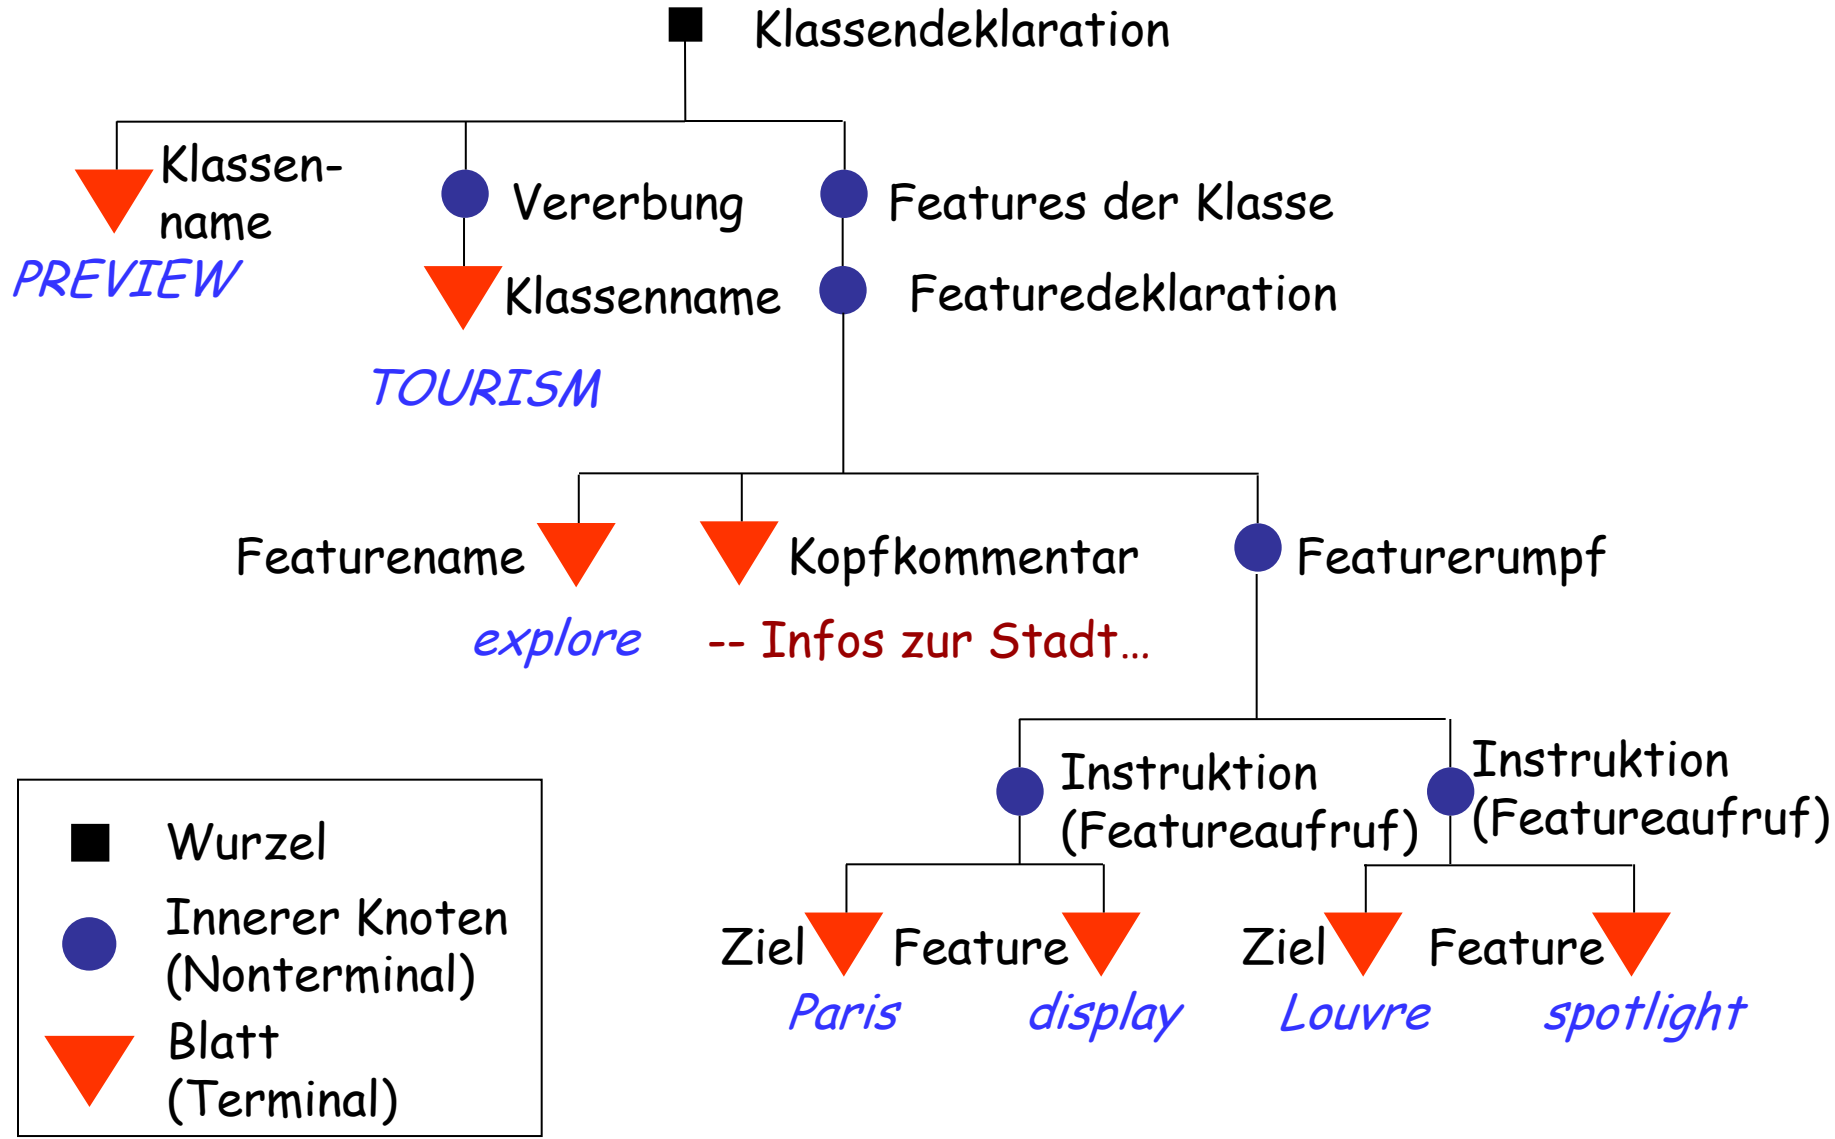 Klassendeklaration
Klassen-
name
PREVIEW
Vererbung
Features der Klasse
Klassenname
Featuredeklaration
TOURISM
Featurename
Kopfkommentar
Featurerumpf
explore
-- Infos zur Stadt…
Instruktion
(Featureaufruf)
Instruktion
(Featureaufruf)
Ziel
Feature
Ziel
Feature
Paris
display
Louvre
spotlight
Wurzel
Innerer Knoten
(Nonterminal)
Blatt
(Terminal)